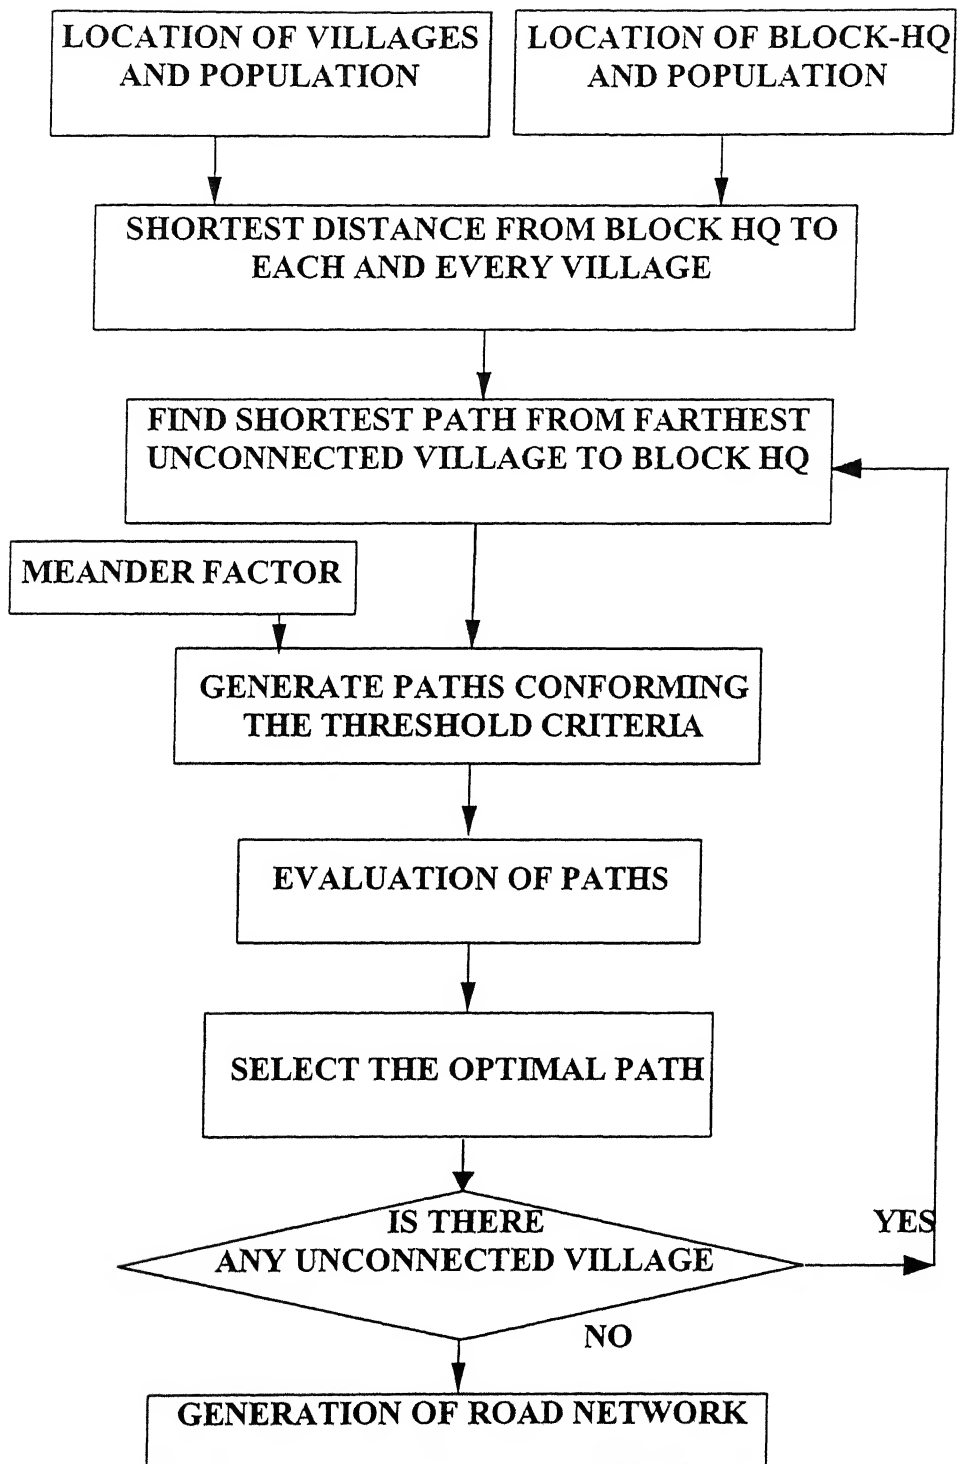 LOCATION OF VILLAGES
AND POPULATION
LOCATION OF BLOCK-HQ
AND POPULATION
SHORTEST DISTANCE FROM BLOCK HQ TO
EACH AND EVERY VILLAGE
FIND SHORTEST PATH FROM FARTHEST
UNCONNECTED VILLAGE TO BLOCK HQ
MEANDER FACTOR
GENERATE PATHS CONFORMING
THE THRESHOLD CRITERIA
EVALUATION OF PATHS
SELECT THE OPTIMAL PATH
IS THERE
ANY UNCONNECTED VILLAGE
YES
NO
GENERATION OF ROAD NETWORK